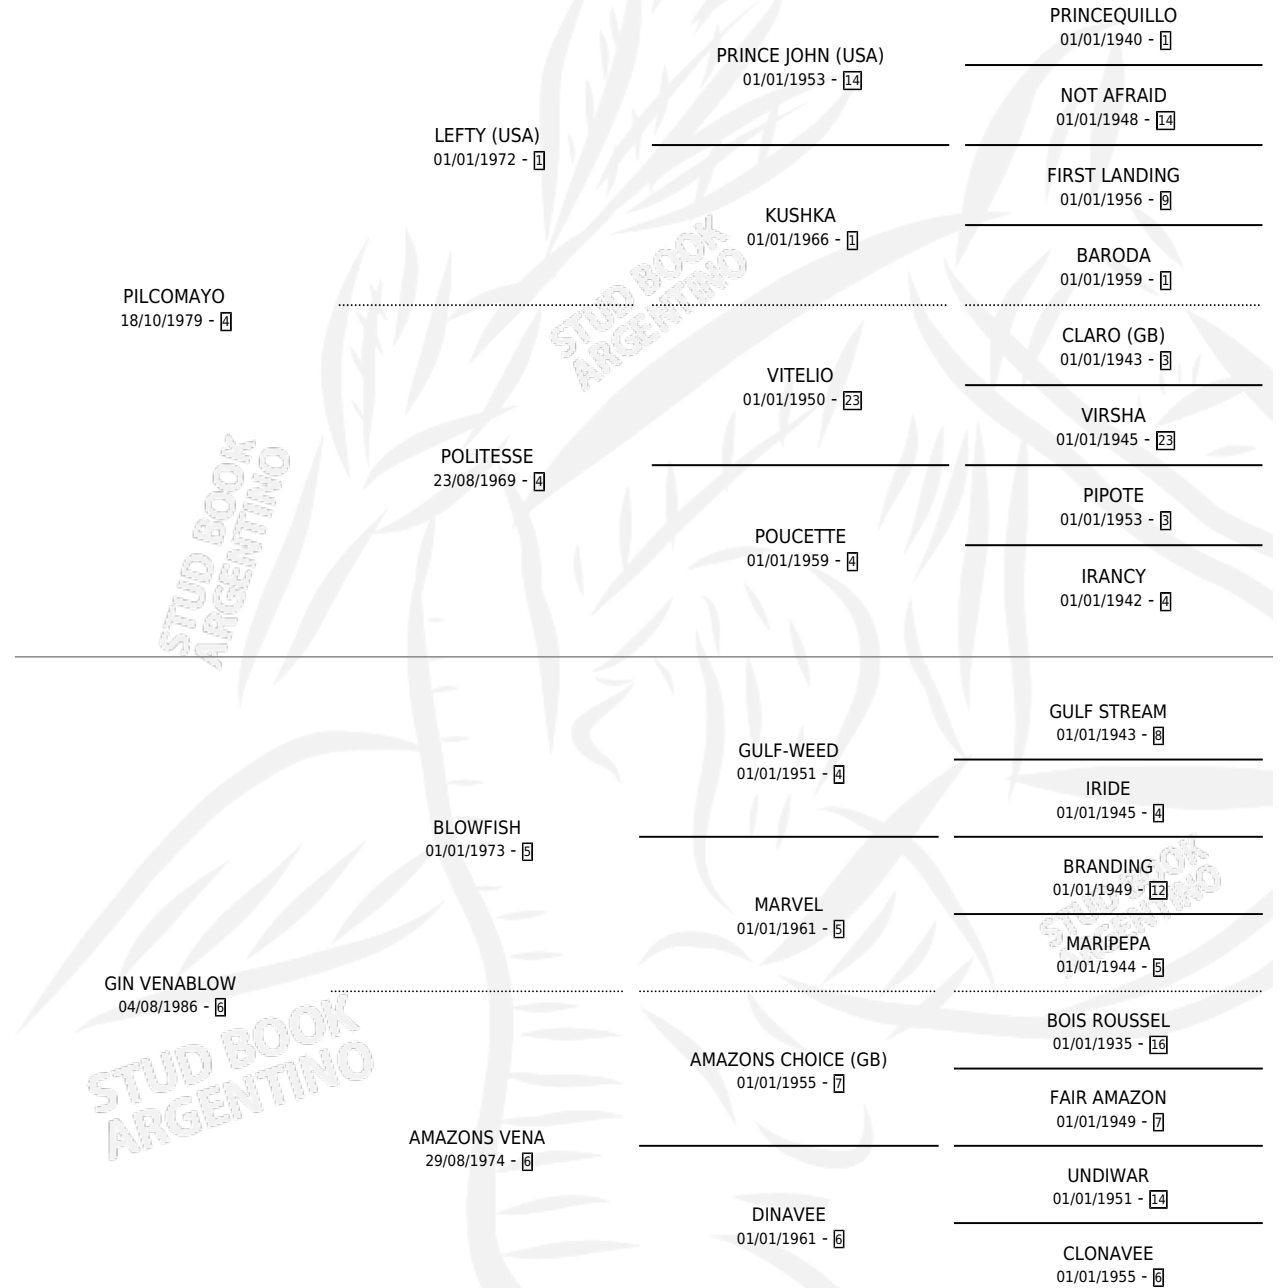 PRINCEQUILLO
01/01/1940 - 1
PRINCE JOHN (USA)
01/01/1953 - 14
NOT AFRAID
01/01/1948 - 14
LEFTY (USA)
01/01/1972 - 1
FIRST LANDING
01/01/1956 - 9
KUSHKA
01/01/1966 - 1
BARODA
01/01/1959 - 1
PILCOMAYO
18/10/1979 - 4
CLARO (GB)
01/01/1943 - 3
VITELIO
01/01/1950 - 23
VIRSHA
01/01/1945 - 23
POLITESSE
23/08/1969 - 4
PIPOTE
01/01/1953 - 3
POUCETTE
01/01/1959 - 4
IRANCY
01/01/1942 - 4
GULF STREAM
01/01/1943 - 8
GULF-WEED
01/01/1951 - 4
IRIDE
01/01/1945 - 4
BLOWFISH
01/01/1973 - 5
BRANDING
01/01/1949 - 12
MARVEL
01/01/1961 - 5
MARIPEPA
01/01/1944 - 5
GIN VENABLOW
04/08/1986 - 6
BOIS ROUSSEL
01/01/1935 - 16
AMAZONS CHOICE (GB)
01/01/1955 - 7
FAIR AMAZON
01/01/1949 - 7
AMAZONS VENA
29/08/1974 - 6
UNDIWAR
01/01/1951 - 14
DINAVEE
01/01/1961 - 6
CLONAVEE
01/01/1955 - 6
STUD BOOK
ARGENTINO
STUD BOOK
ARGENTINO
STUD BOOK
ARGENTINO
STUD BOOK
ARGENTINO